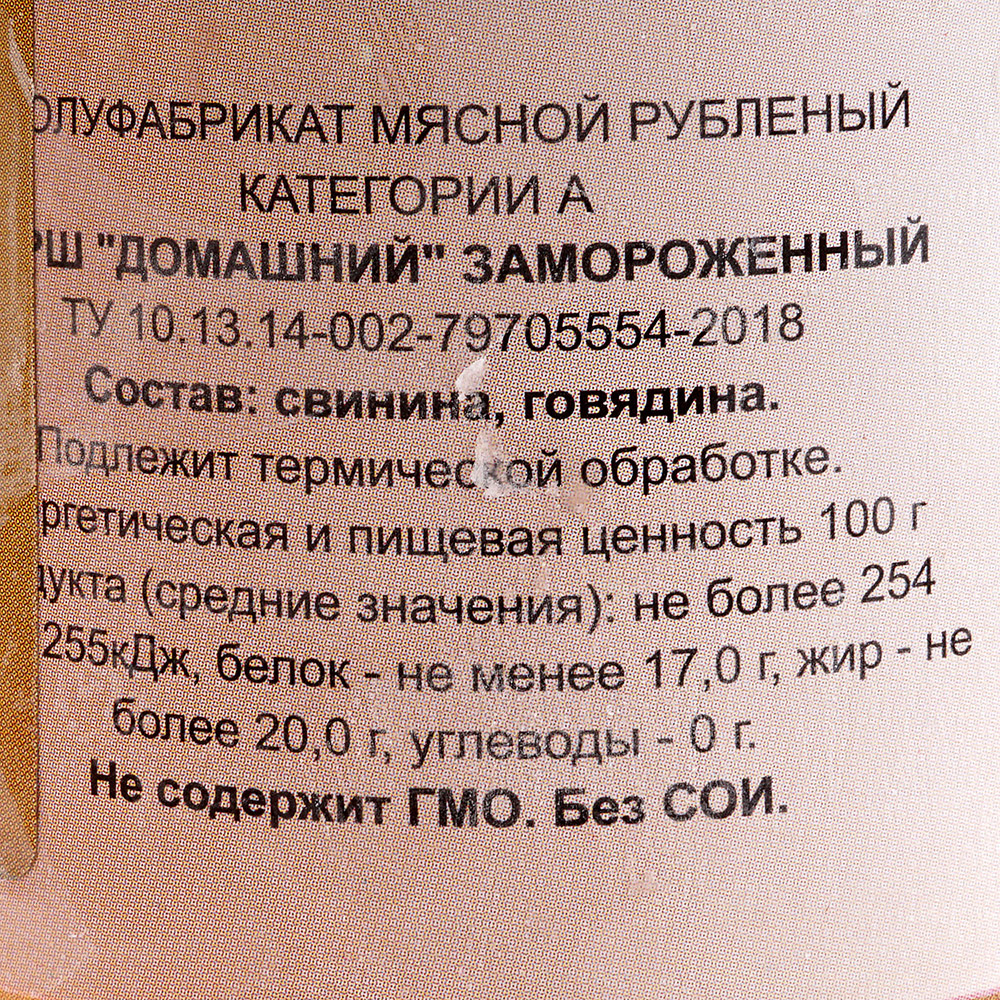 ОЛУФАБРИКАТ МЯСНОЙ РУБЛЕНЫЙ
КАТЕГОРИИ А
РШ "ДОМАШНИЙ" ЗАМОРОЖЕННЫЙ
ТУ 10.13.14-002-79705554-2018
Состав: свинина, говядина.
Подлежит термической обработке.
ргетическая и пищевая ценность 100 г
дукта (средние значения): не более 254
255кДж, белок - не менее 17,0 г, жир - не
более 20,0 г, углеводы - 0 г.
Не содержит ГМО. Без СОИ.